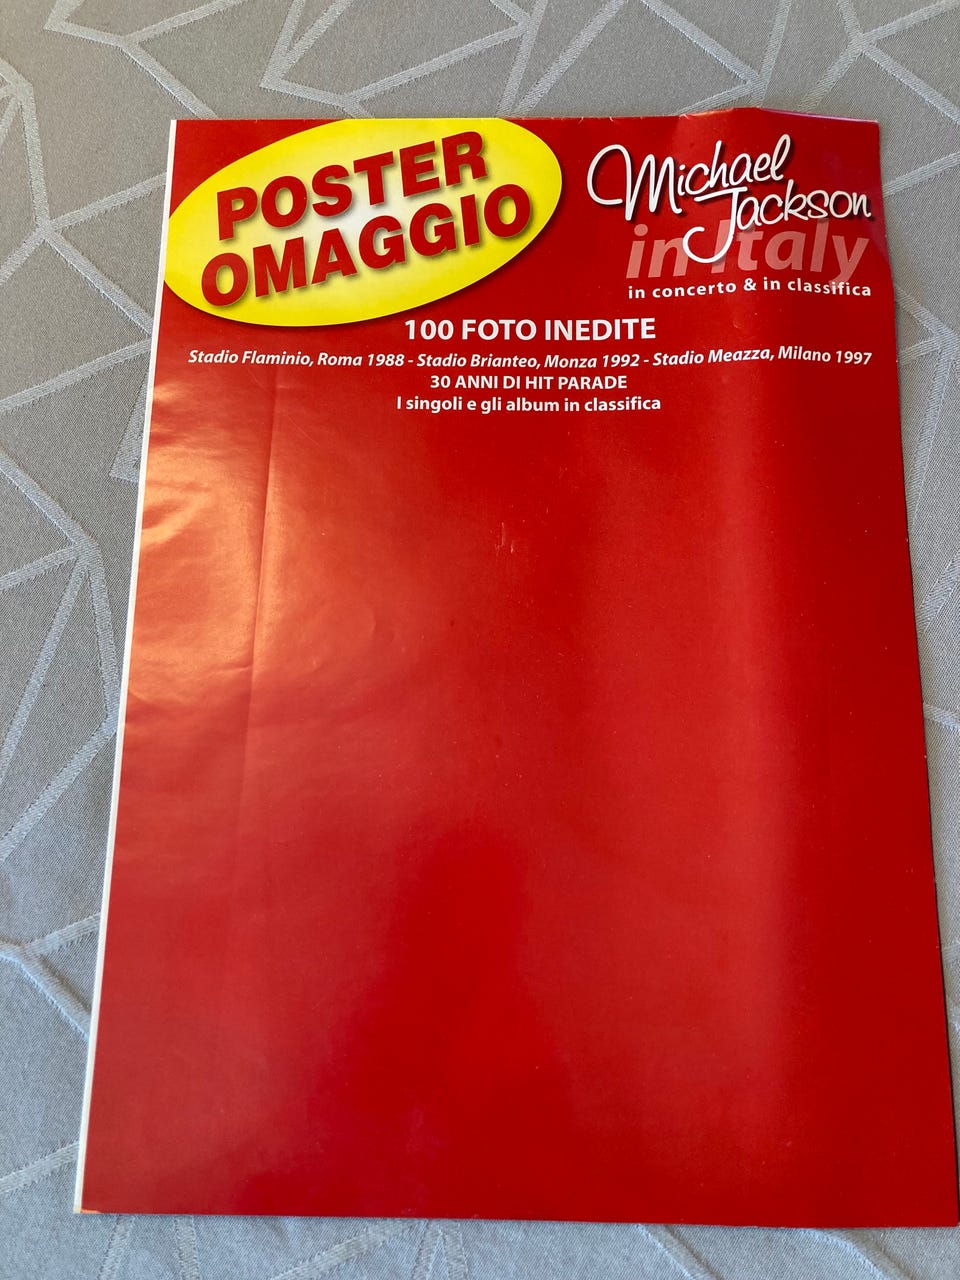 POSTER
OMAGGIO
Michael
Jackson
in Italy
in concerto & in classifica
100 FOTO INEDITE
Stadio Flaminio, Roma 1988 - Stadio Brianteo, Monza 1992 - Stadio Meazza, Milano 1997
30 ANNI DI HIT PARADE
I singoli e gli album in classifica